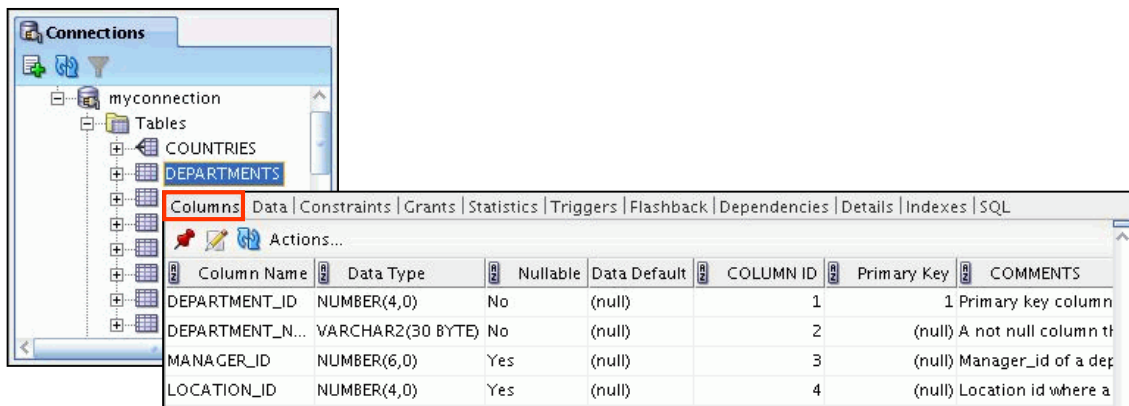 Connections
myconnection
Tables
COUNTRIES
DEPARTMENTS
Columns Data | Constraints | Grants | Statistics | Triggers | Flashback | Dependencies | Details | Indexes | SQL
Actions...
Column Name Data Type Nullable Data Default COLUMN ID Primary Key COMMENTS
DEPARTMENT_ID NUMBER(4,0) No (null) 1 1 Primary key column
DEPARTMENT_N... VARCHAR2(30 BYTE) No (null) 2 (null) A not null column th
MANAGER_ID NUMBER(6,0) Yes (null) 3 (null) Manager_id of a dep
LOCATION_ID NUMBER(4,0) Yes (null) 4 (null) Location id where a